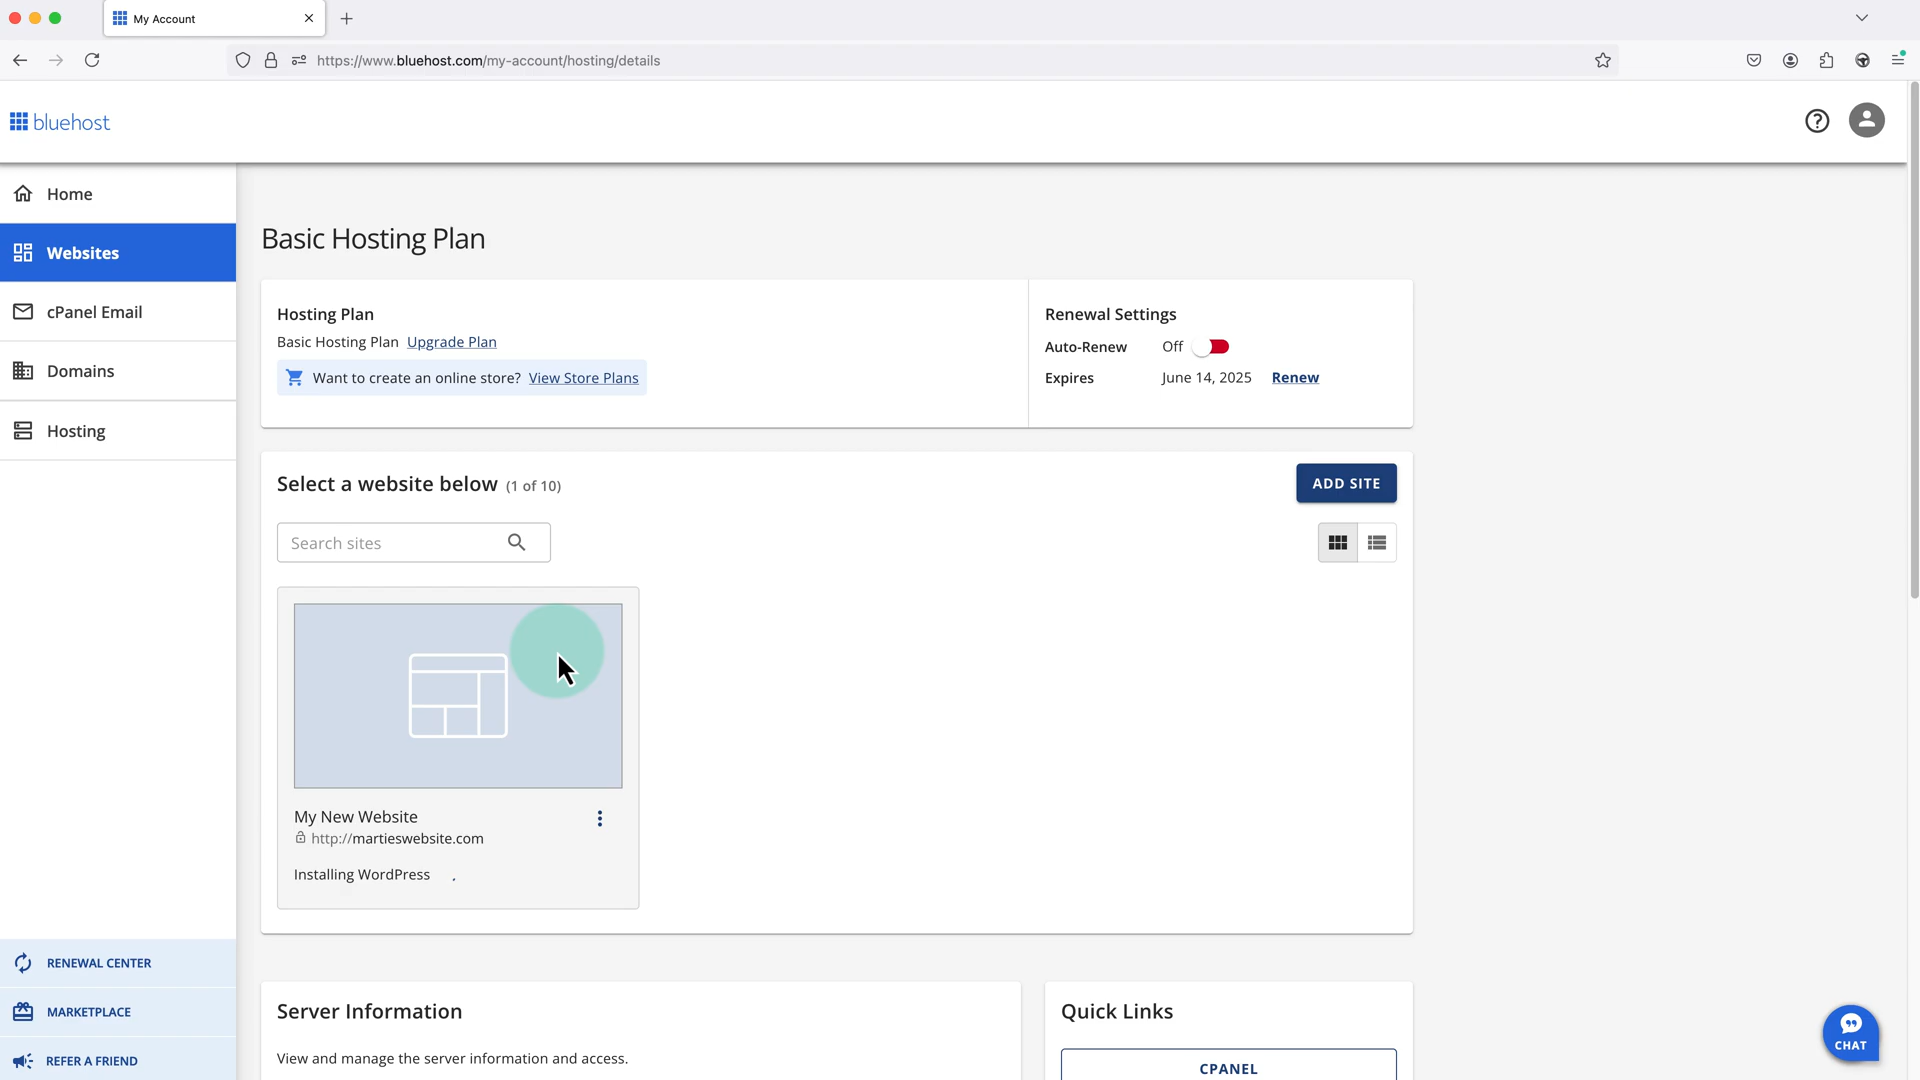 My Account
https://www.bluehost.com/my-account/hosting/details
bluehost
Home
Websites
cPanel Email
Domains
Hosting
RENEWAL CENTER
MARKETPLACE
REFER A FRIEND
Basic Hosting Plan
Hosting Plan
Basic Hosting Plan Upgrade Plan
Want to create an online store? View Store Plans
Renewal Settings
Auto-Renew Off
Expires June 14, 2025 Renew
Select a website below (1 of 10)
ADD SITE
Search sites
My New Website
http://martieswebsite.com
Installing WordPress .
Server Information
View and manage the server information and access.
Quick Links
CPANEL
CHAT